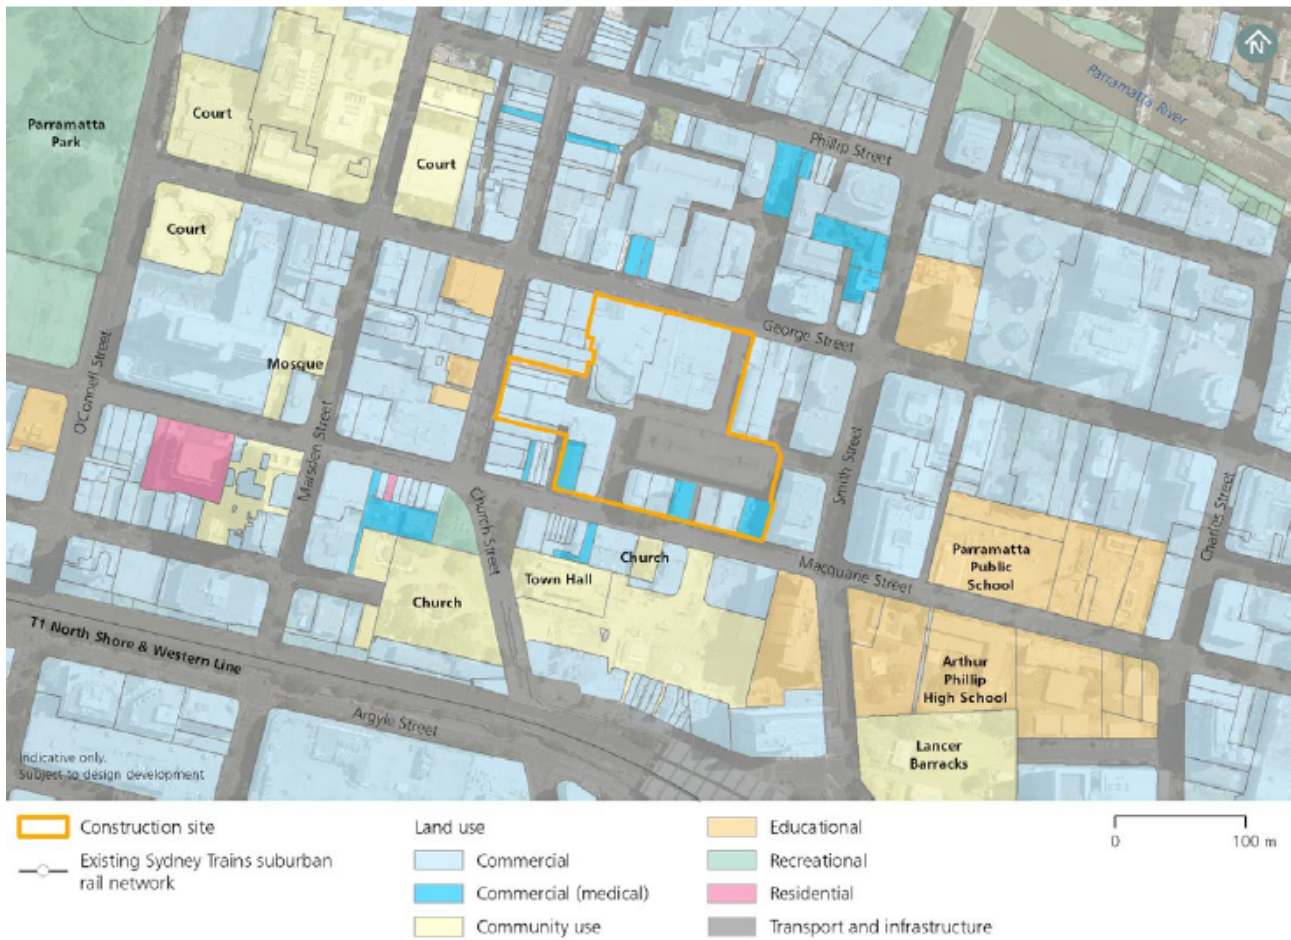 N
Parramatta River
Phillip Street
Court
Parramatta
Park
Court
Court
George Street
O'Connell Street
Mosque
Marsden Street
Smith Street
Church Street
Charles Street
Macquarie Street
Church
Town Hall
Church
Parramatta
Public
School
T1 North Shore & Western Line
Arthur
Phillip
High School
Argyle Street
Lancer
Barracks
Indicative only.
Subject to design development
Construction site
Existing Sydney Trains suburban
rail network
Land use
Commercial
Commercial (medical)
Community use
Educational
Recreational
Residential
Transport and infrastructure
0 100 m